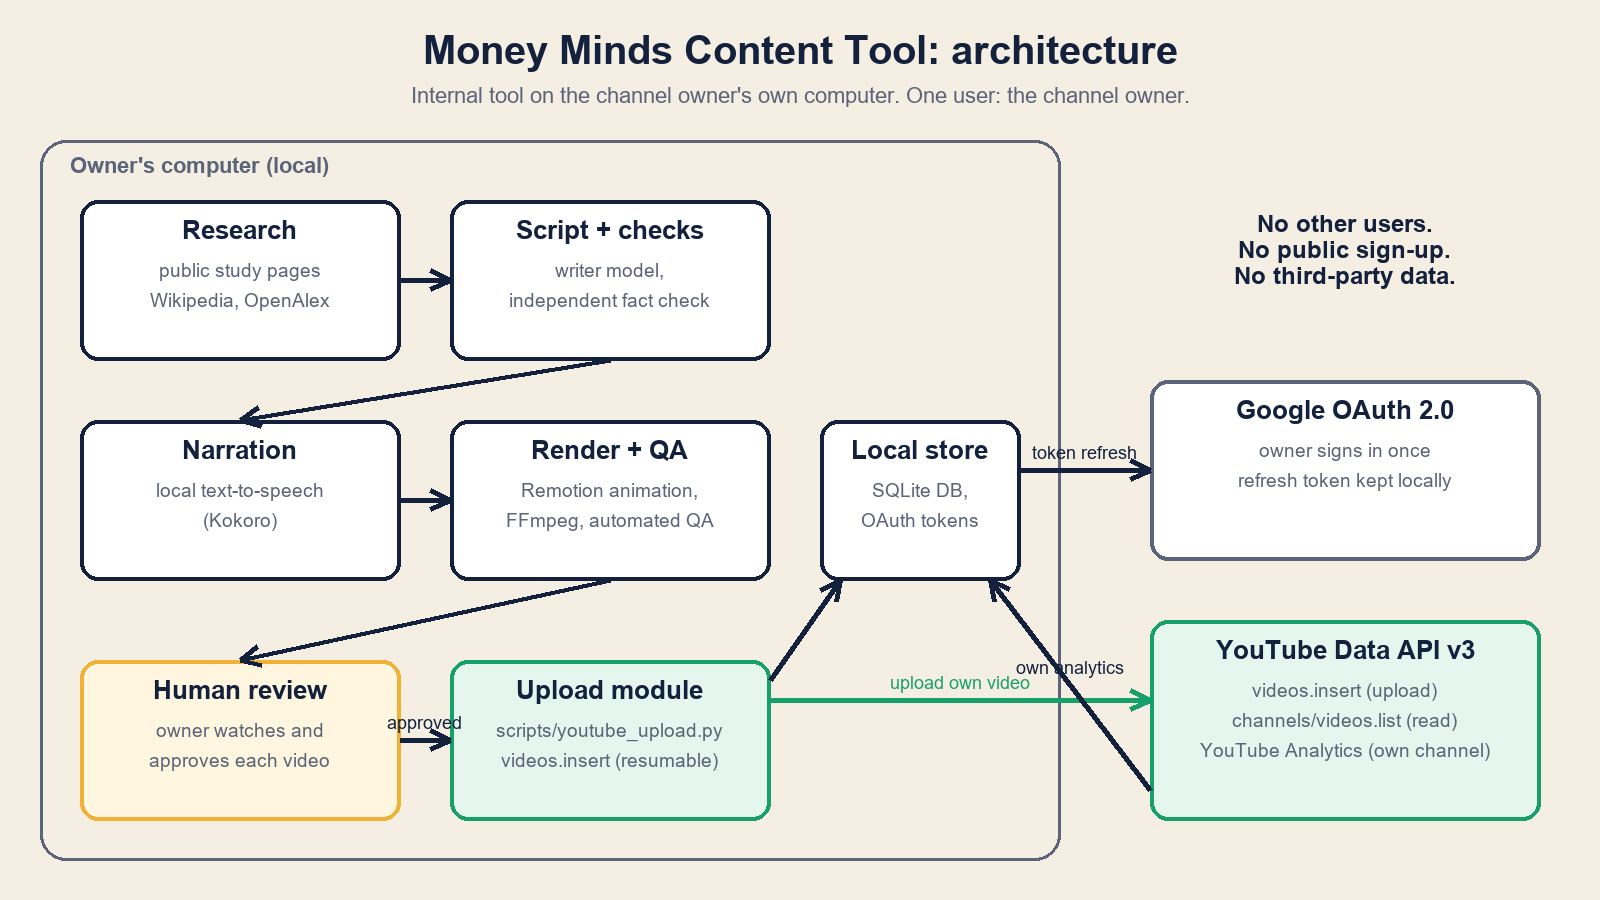 Money Minds Content Tool: architecture
Internal tool on the channel owner's own computer. One user: the channel owner.
Owner's computer (local)
Research
public study pages
Wikipedia, OpenAlex
Script + checks
writer model,
independent fact check
No other users.
No public sign-up.
No third-party data.
Narration
local text-to-speech
(Kokoro)
Render + QA
Remotion animation,
FFmpeg, automated QA
Local store
SQLite DB,
OAuth tokens
token refresh
Google OAuth 2.0
owner signs in once
refresh token kept locally
Human review
owner watches and
approves each video
approved
Upload module
scripts/youtube_upload.py
videos.insert (resumable)
upload own video
own analytics
YouTube Data API v3
videos.insert (upload)
channels/videos.list (read)
YouTube Analytics (own channel)